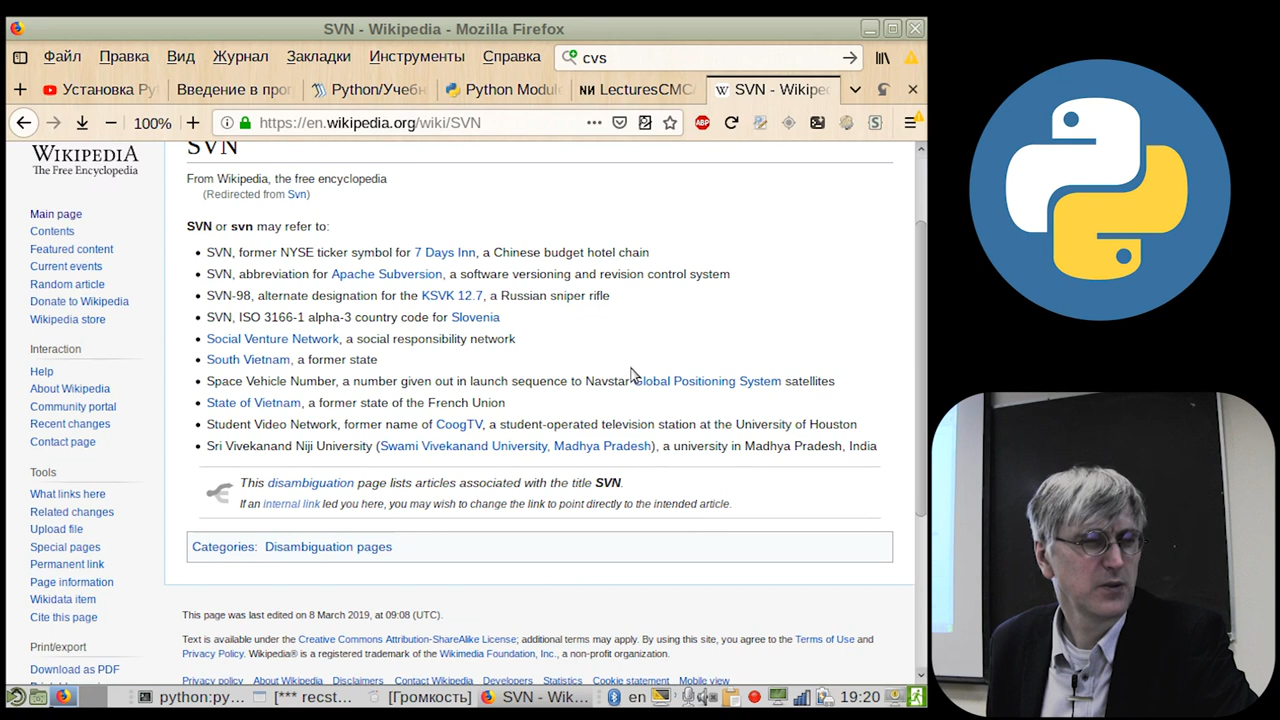 SVN - Wikipedia - Mozilla Firefox
Файл Правка Вид Журнал Закладки Инструменты Справка cvs
Установка Ру Введение в прог Python/Учебн Python Module LecturesCMC/ SVN - Wikiped
100% https://en.wikipedia.org/wiki/SVN ABP S
WIKIPEDIA
The Free Encyclopedia
Main page
Contents
Featured content
Current events
Random article
Donate to Wikipedia
Wikipedia store
Interaction
Help
About Wikipedia
Community portal
Recent changes
Contact page
Tools
What links here
Related changes
Upload file
Special pages
Permanent link
Page information
Wikidata item
Cite this page
Print/export
Download as PDF
SVN
From Wikipedia, the free encyclopedia
(Redirected from Svn)
SVN or svn may refer to:
SVN, former NYSE ticker symbol for 7 Days Inn, a Chinese budget hotel chain
SVN, abbreviation for Apache Subversion, a software versioning and revision control system
SVN-98, alternate designation for the KSVK 12.7, a Russian sniper rifle
SVN, ISO 3166-1 alpha-3 country code for Slovenia
Social Venture Network, a social responsibility network
South Vietnam, a former state
Space Vehicle Number, a number given out in launch sequence to Navstar Global Positioning System satellites
State of Vietnam, a former state of the French Union
Student Video Network, former name of CoogTV, a student-operated television station at the University of Houston
Sri Vivekanand Niji University (Swami Vivekanand University, Madhya Pradesh), a university in Madhya Pradesh, India
This disambiguation page lists articles associated with the title SVN.
If an internal link led you here, you may wish to change the link to point directly to the intended article.
Categories: Disambiguation pages
This page was last edited on 8 March 2019, at 09:08 (UTC).
Text is available under the Creative Commons Attribution-ShareAlike License; additional terms may apply. By using this site, you agree to the Terms of Use and
Privacy Policy. Wikipedia® is a registered trademark of the Wikimedia Foundation, Inc., a non-profit organization.
Privacy policy About Wikipedia Disclaimers Contact Wikipedia Developers Statistics Cookie statement Mobile view
python:py... [*** recst... [Громкость] SVN - Wik... en 19:20